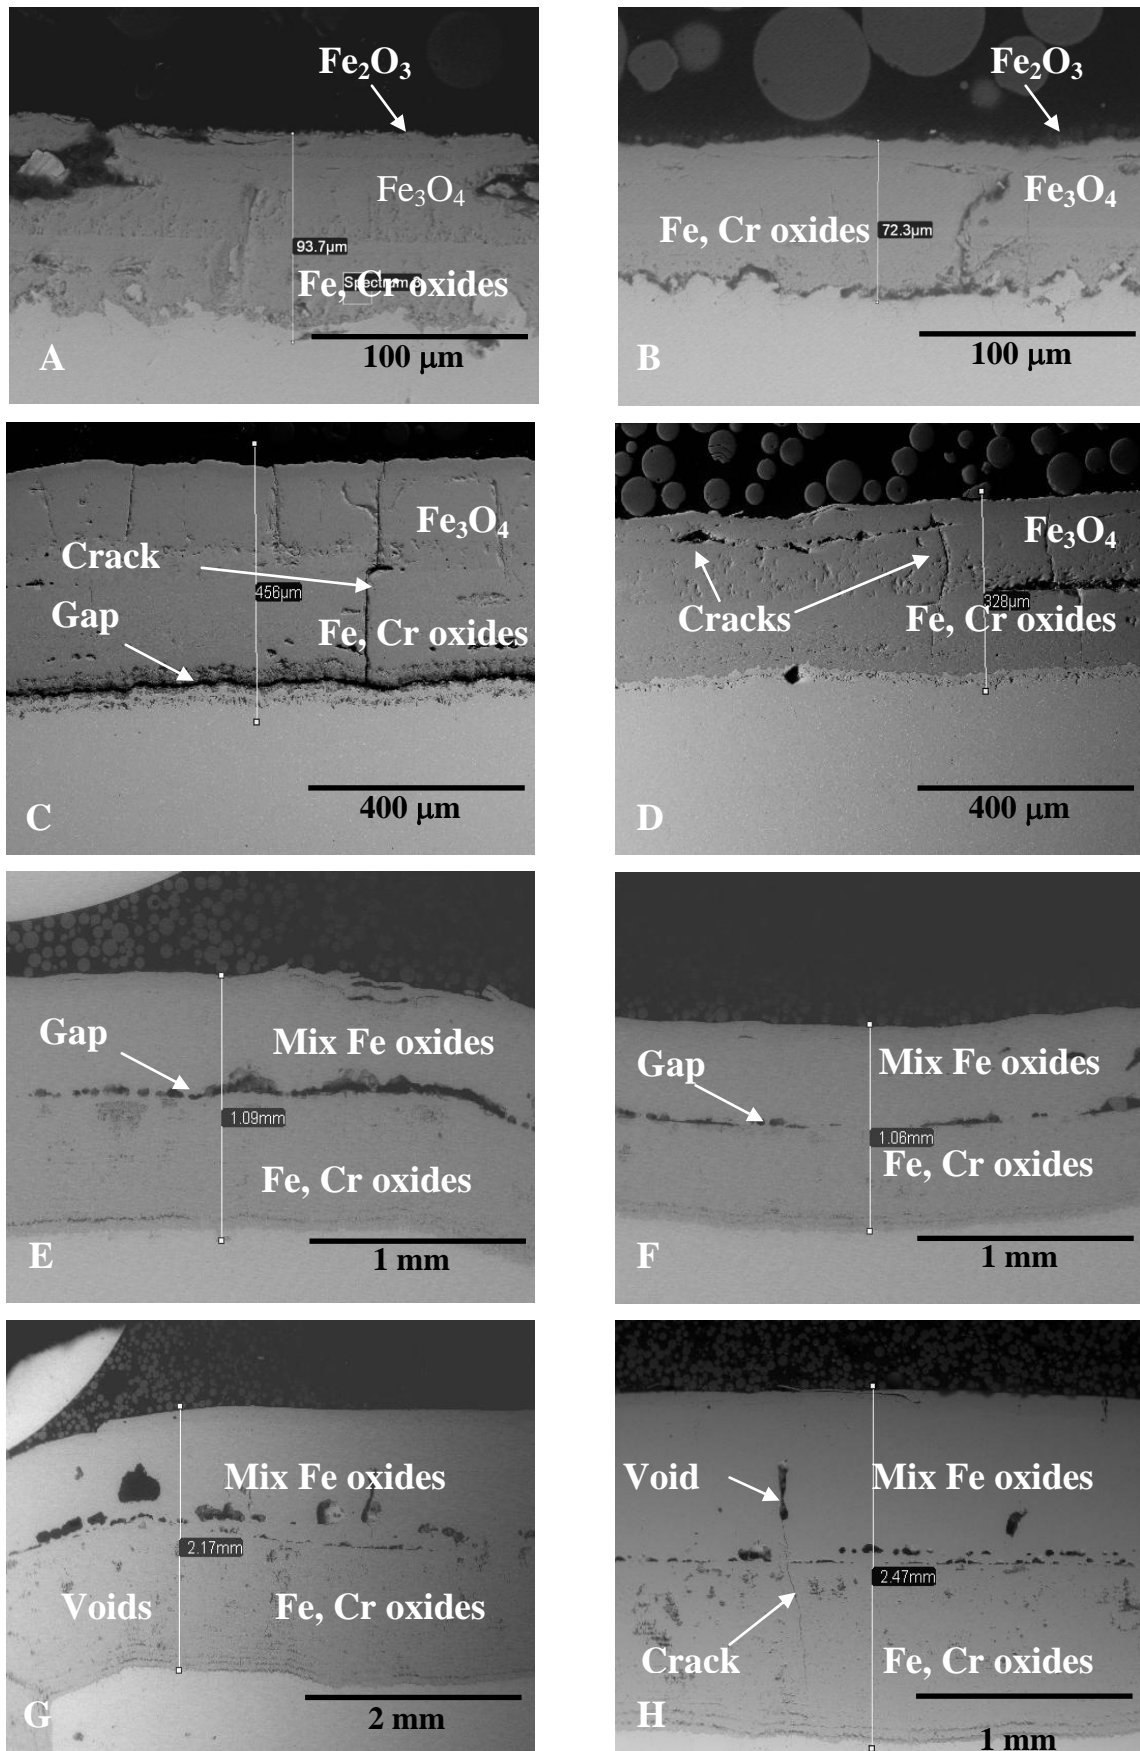 Fe₂O₃
Fe₃O₄
93.7µm
Spectrum 3
Fe, Cr oxides
A
100 µm
Fe₂O₃
Fe₃O₄
Fe, Cr oxides
72.3µm
B
100 µm
Fe₃O₄
Crack
456µm
Gap
Fe, Cr oxides
C
400 µm
Fe₃O₄
328µm
Cracks
Fe, Cr oxides
D
400 µm
Gap
Mix Fe oxides
1.09mm
Fe, Cr oxides
E
1 mm
Mix Fe oxides
Gap
1.06mm
Fe, Cr oxides
F
1 mm
Mix Fe oxides
2.17mm
Voids
Fe, Cr oxides
G
2 mm
Void
Mix Fe oxides
2.47mm
Crack
Fe, Cr oxides
H
1 mm